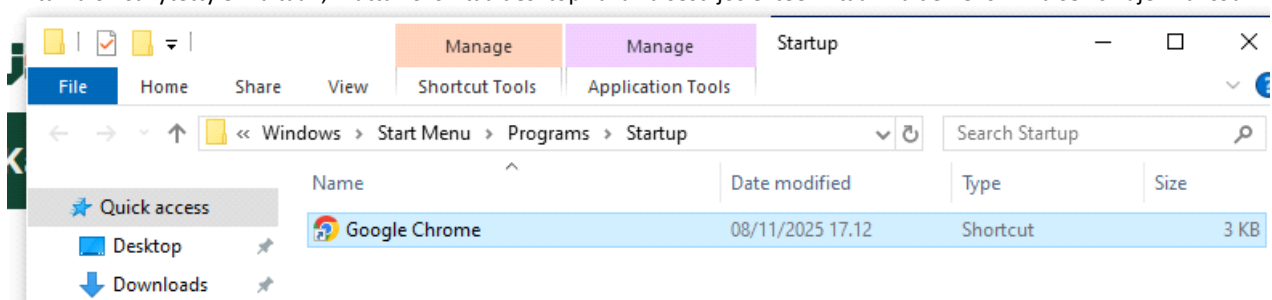 Manage Manage Startup
File Home Share View Shortcut Tools Application Tools
« Windows > Start Menu > Programs > Startup Search Startup
Name Date modified Type Size
Quick access
Google Chrome 08/11/2025 17.12 Shortcut 3 KB
Desktop
Downloads